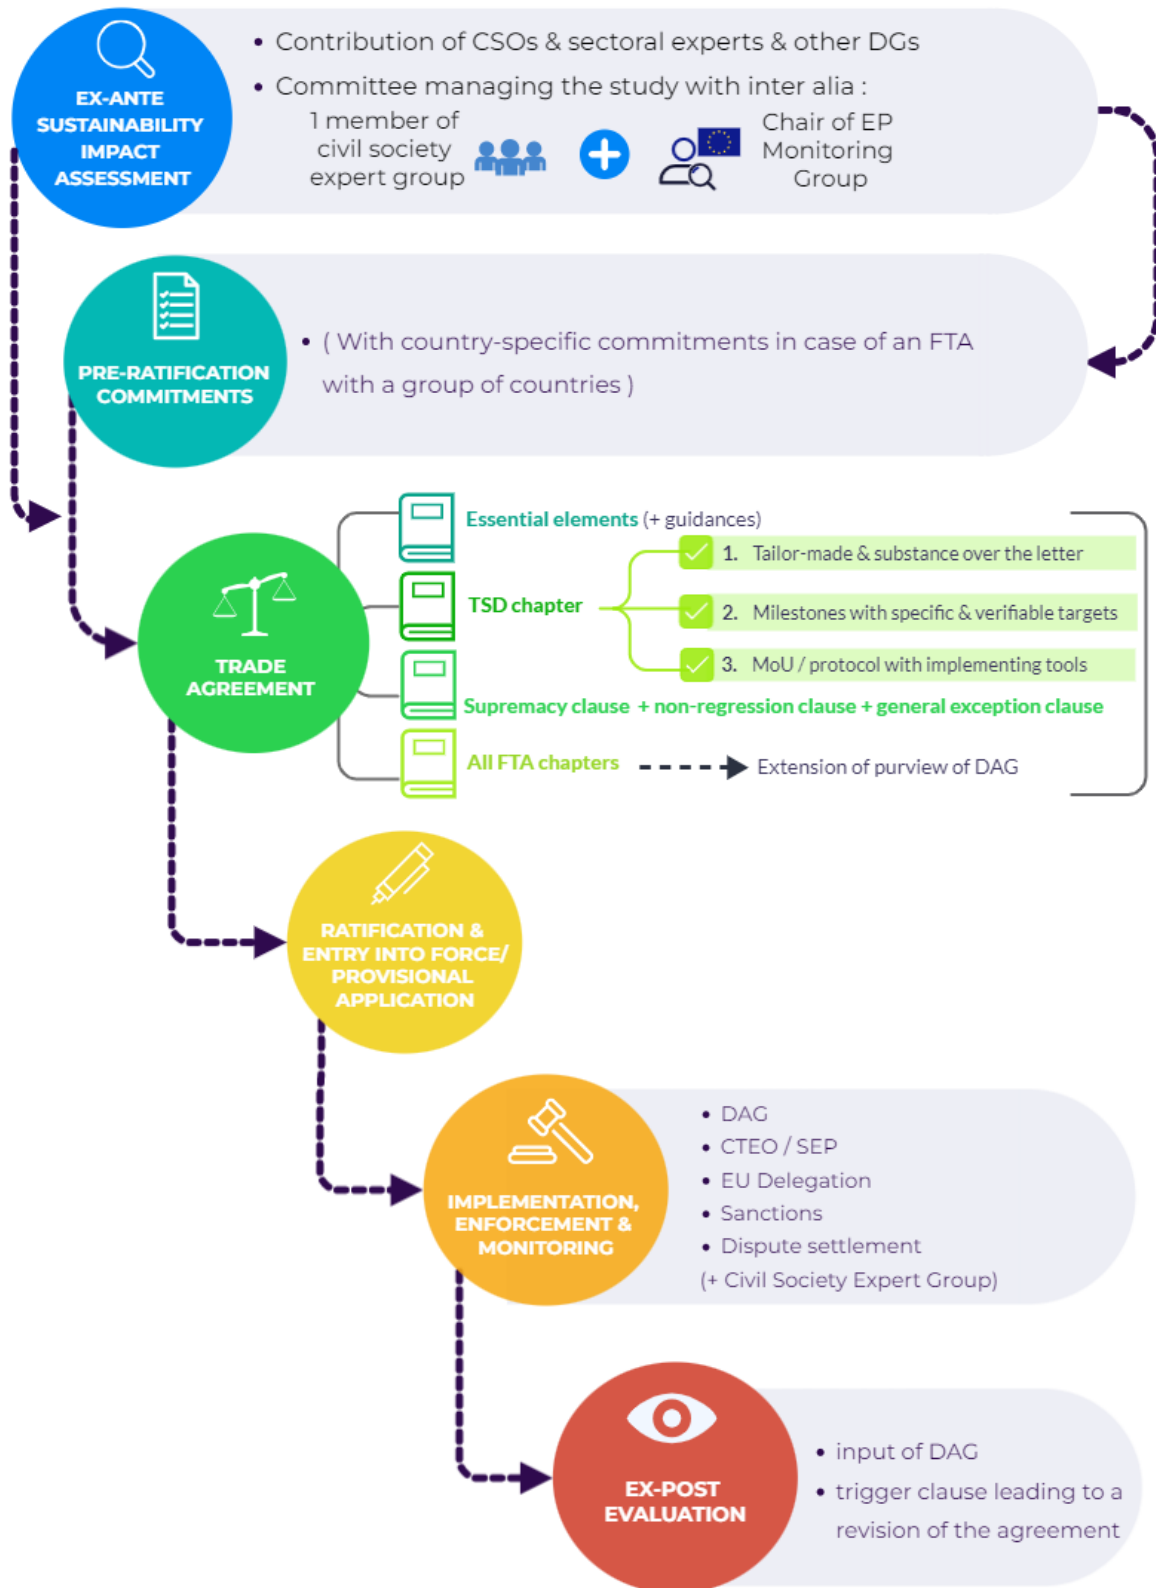 EX-ANTE
SUSTAINABILITY
IMPACT
ASSESSMENT
• Contribution of CSOs & sectoral experts & other DGs
• Committee managing the study with inter alia :
1 member of
civil society
expert group
Chair of EP
Monitoring
Group
PRE-RATIFICATION
COMMITMENTS
• ( With country-specific commitments in case of an FTA
with a group of countries )
TRADE
AGREEMENT
Essential elements (+ guidances)
TSD chapter
1. Tailor-made & substance over the letter
2. Milestones with specific & verifiable targets
3. MoU / protocol with implementing tools
Supremacy clause + non-regression clause + general exception clause
All FTA chapters
Extension of purview of DAG
RATIFICATION &
ENTRY INTO FORCE/
PROVISIONAL
APPLICATION
IMPLEMENTATION,
ENFORCEMENT &
MONITORING
• DAG
• CTEO / SEP
• EU Delegation
• Sanctions
• Dispute settlement
(+ Civil Society Expert Group)
EX-POST
EVALUATION
• input of DAG
• trigger clause leading to a
revision of the agreement